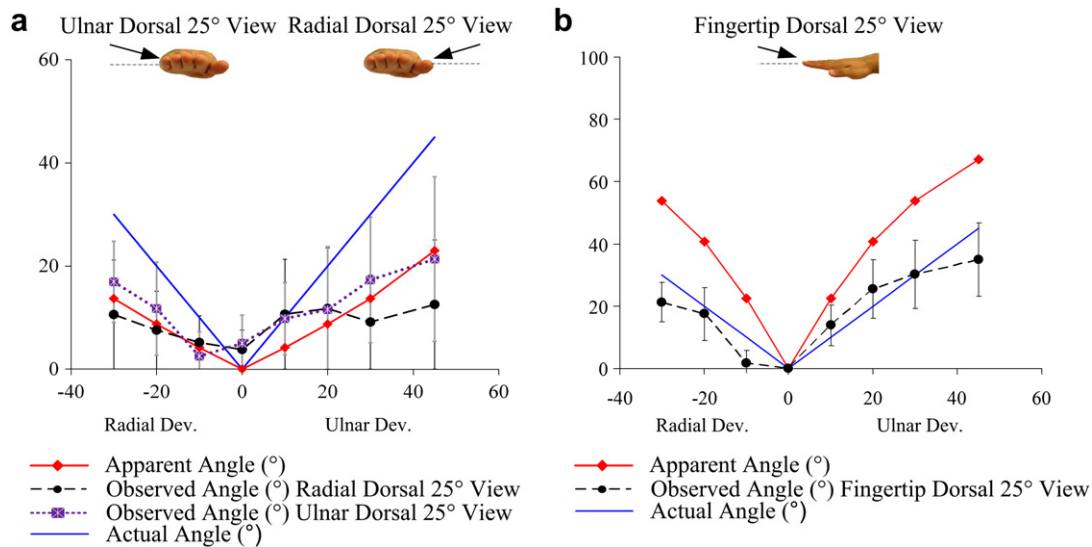 a
Ulnar Dorsal 25° View
Radial Dorsal 25° View
60
40
20
0
-40
-20
0
20
40
60
Radial Dev.
Ulnar Dev.
Apparent Angle (°)
Observed Angle (°) Radial Dorsal 25° View
Observed Angle (°) Ulnar Dorsal 25° View
Actual Angle (°)
b
Fingertip Dorsal 25° View
100
80
60
40
20
0
-40
-20
0
20
40
60
Radial Dev.
Ulnar Dev.
Apparent Angle (°)
Observed Angle (°) Fingertip Dorsal 25° View
Actual Angle (°)